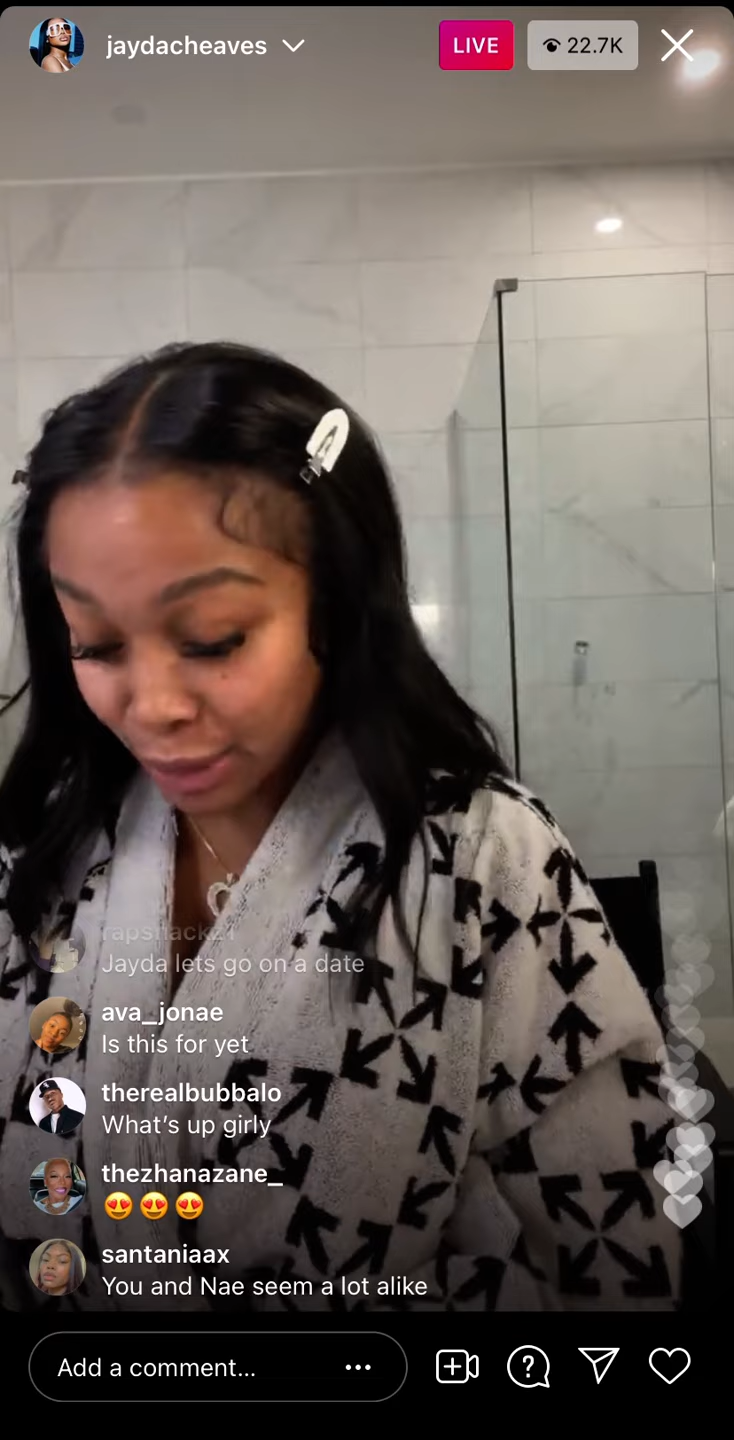 jaydacheaves
LIVE
22.7K
rapshackz1
Jayda lets go on a date
ava_jonae
Is this for yet
therealbubbalo
What's up girly
thezhanazane_
😍😍😍
santaniaax
You and Nae seem a lot alike
Add a comment...